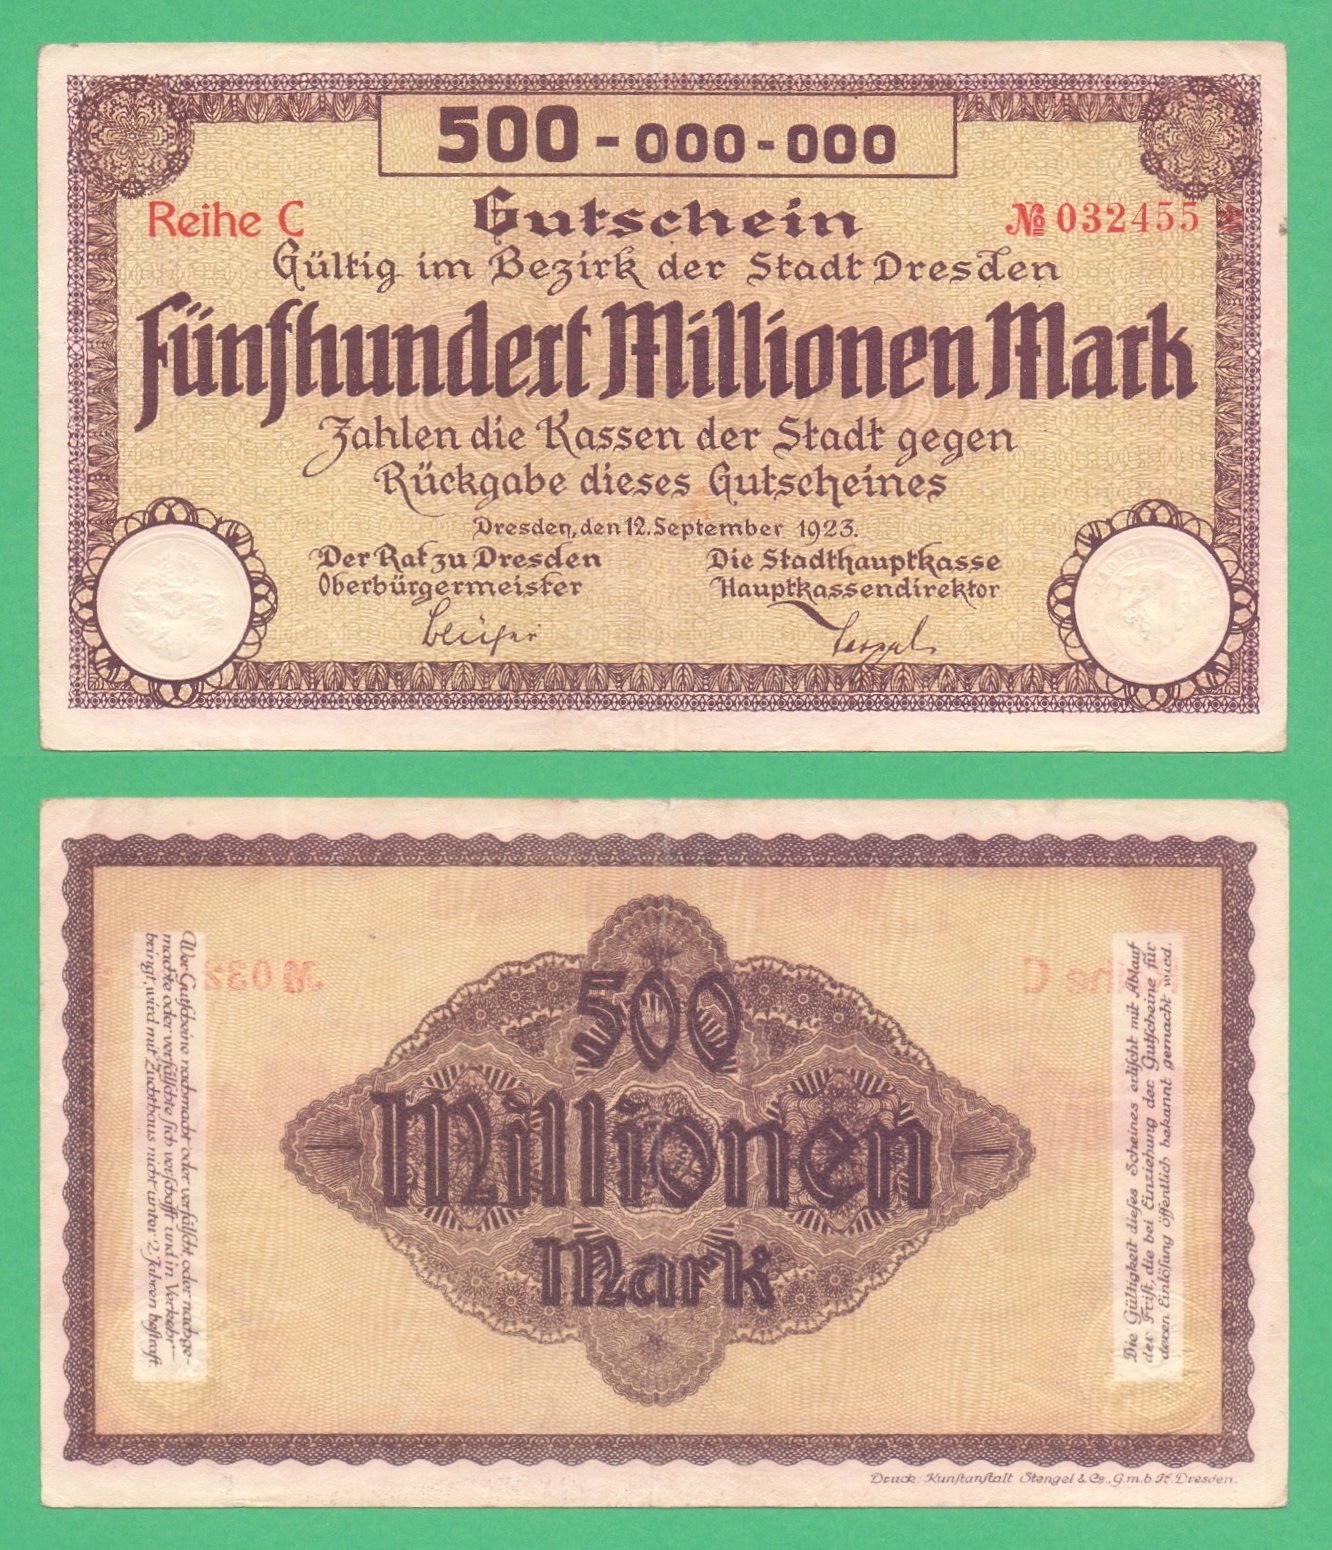 500-000-000
Reihe C
Gutschein
№ 032455
Gültig im Bezirk der Stadt Dresden
Fünfhundert Millionen Mark
Zahlen die Kassen der Stadt gegen
Rückgabe dieses Gutscheines
Dresden, den 12. September 1923.
Der Rat zu Dresden
Oberbürgermeister
Blüher
Die Stadthauptkasse
Hauptkassendirektor
Wer Gutscheine nachmacht oder verfälscht oder nachge-
machte oder verfälschte sich verschafft und in Verkehr
bringt, wird mit Zuchthaus nicht unter 2 Jahren bestraft.
500
Millionen
Mark
Die Gültigkeit dieses Scheines erlischt mit Ablauf
der Frist, die bei Einziehung der Gutscheine für
deren Einlösung öffentlich bekannt gemacht wird.
Druck: Kunstanstalt Stengel & Co., G.m.b.H. Dresden.